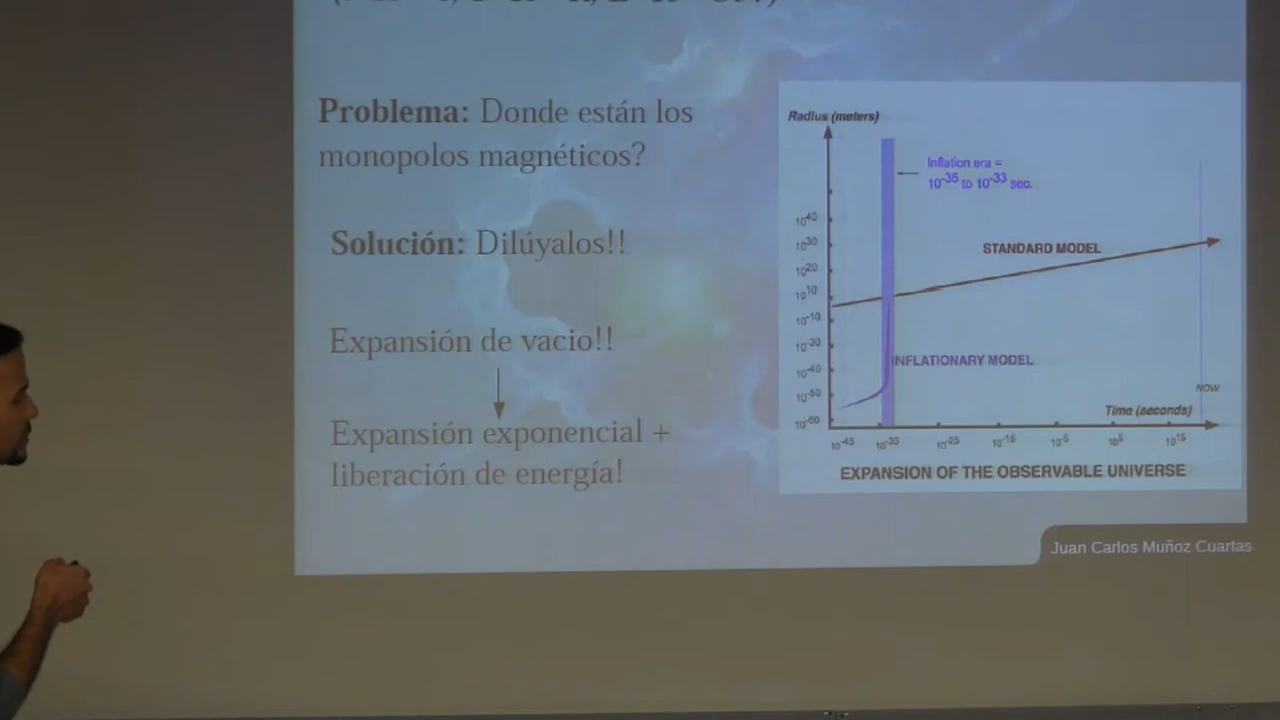 Problema: Donde están los
monopolos magnéticos?
Solución: Dilúyalos!!
Expansión de vacio!!
Expansión exponencial +
liberación de energía!
Radius (meters)
Inflation era =
10-35 to 10-33 sec.
1040
1030
1020
1010
10-10
10-30
10-40
10-50
10-60
STANDARD MODEL
INFLATIONARY MODEL
NOW
Time (seconds)
10-45 10-35 10-25 10-15 10-5 105 1015
EXPANSION OF THE OBSERVABLE UNIVERSE
Juan Carlos Muñoz Cuartas